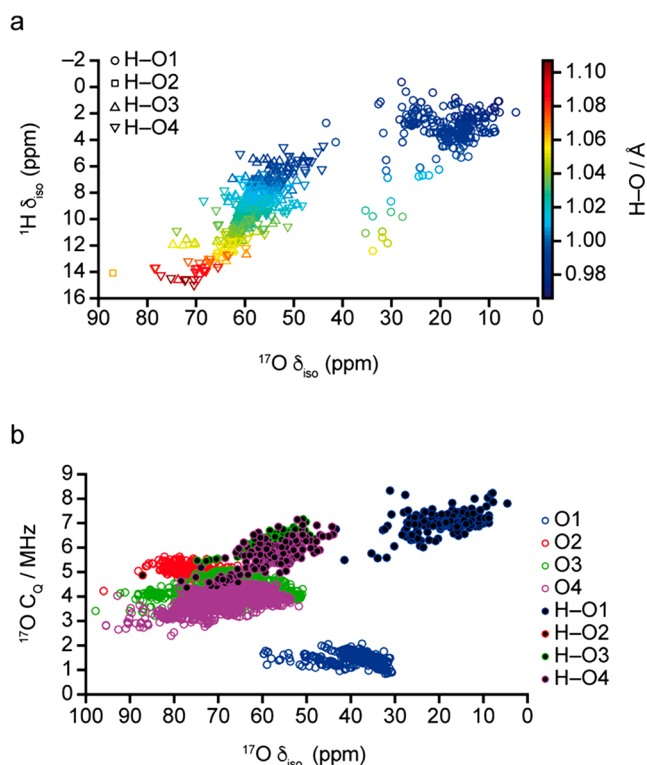 a
−2
0
2
4
6
8
10
12
14
16
¹H δiso (ppm)
H–O1
H–O2
H–O3
H–O4
90 80 70 60 50 40 30 20 10 0
¹⁷O δiso (ppm)
1.10
1.08
1.06
1.04
1.02
1.00
0.98
H–O / Å
b
9
8
7
6
5
4
3
2
1
0
¹⁷O CQ / MHz
100 90 80 70 60 50 40 30 20 10 0
¹⁷O δiso (ppm)
O1
O2
O3
O4
H–O1
H–O2
H–O3
H–O4